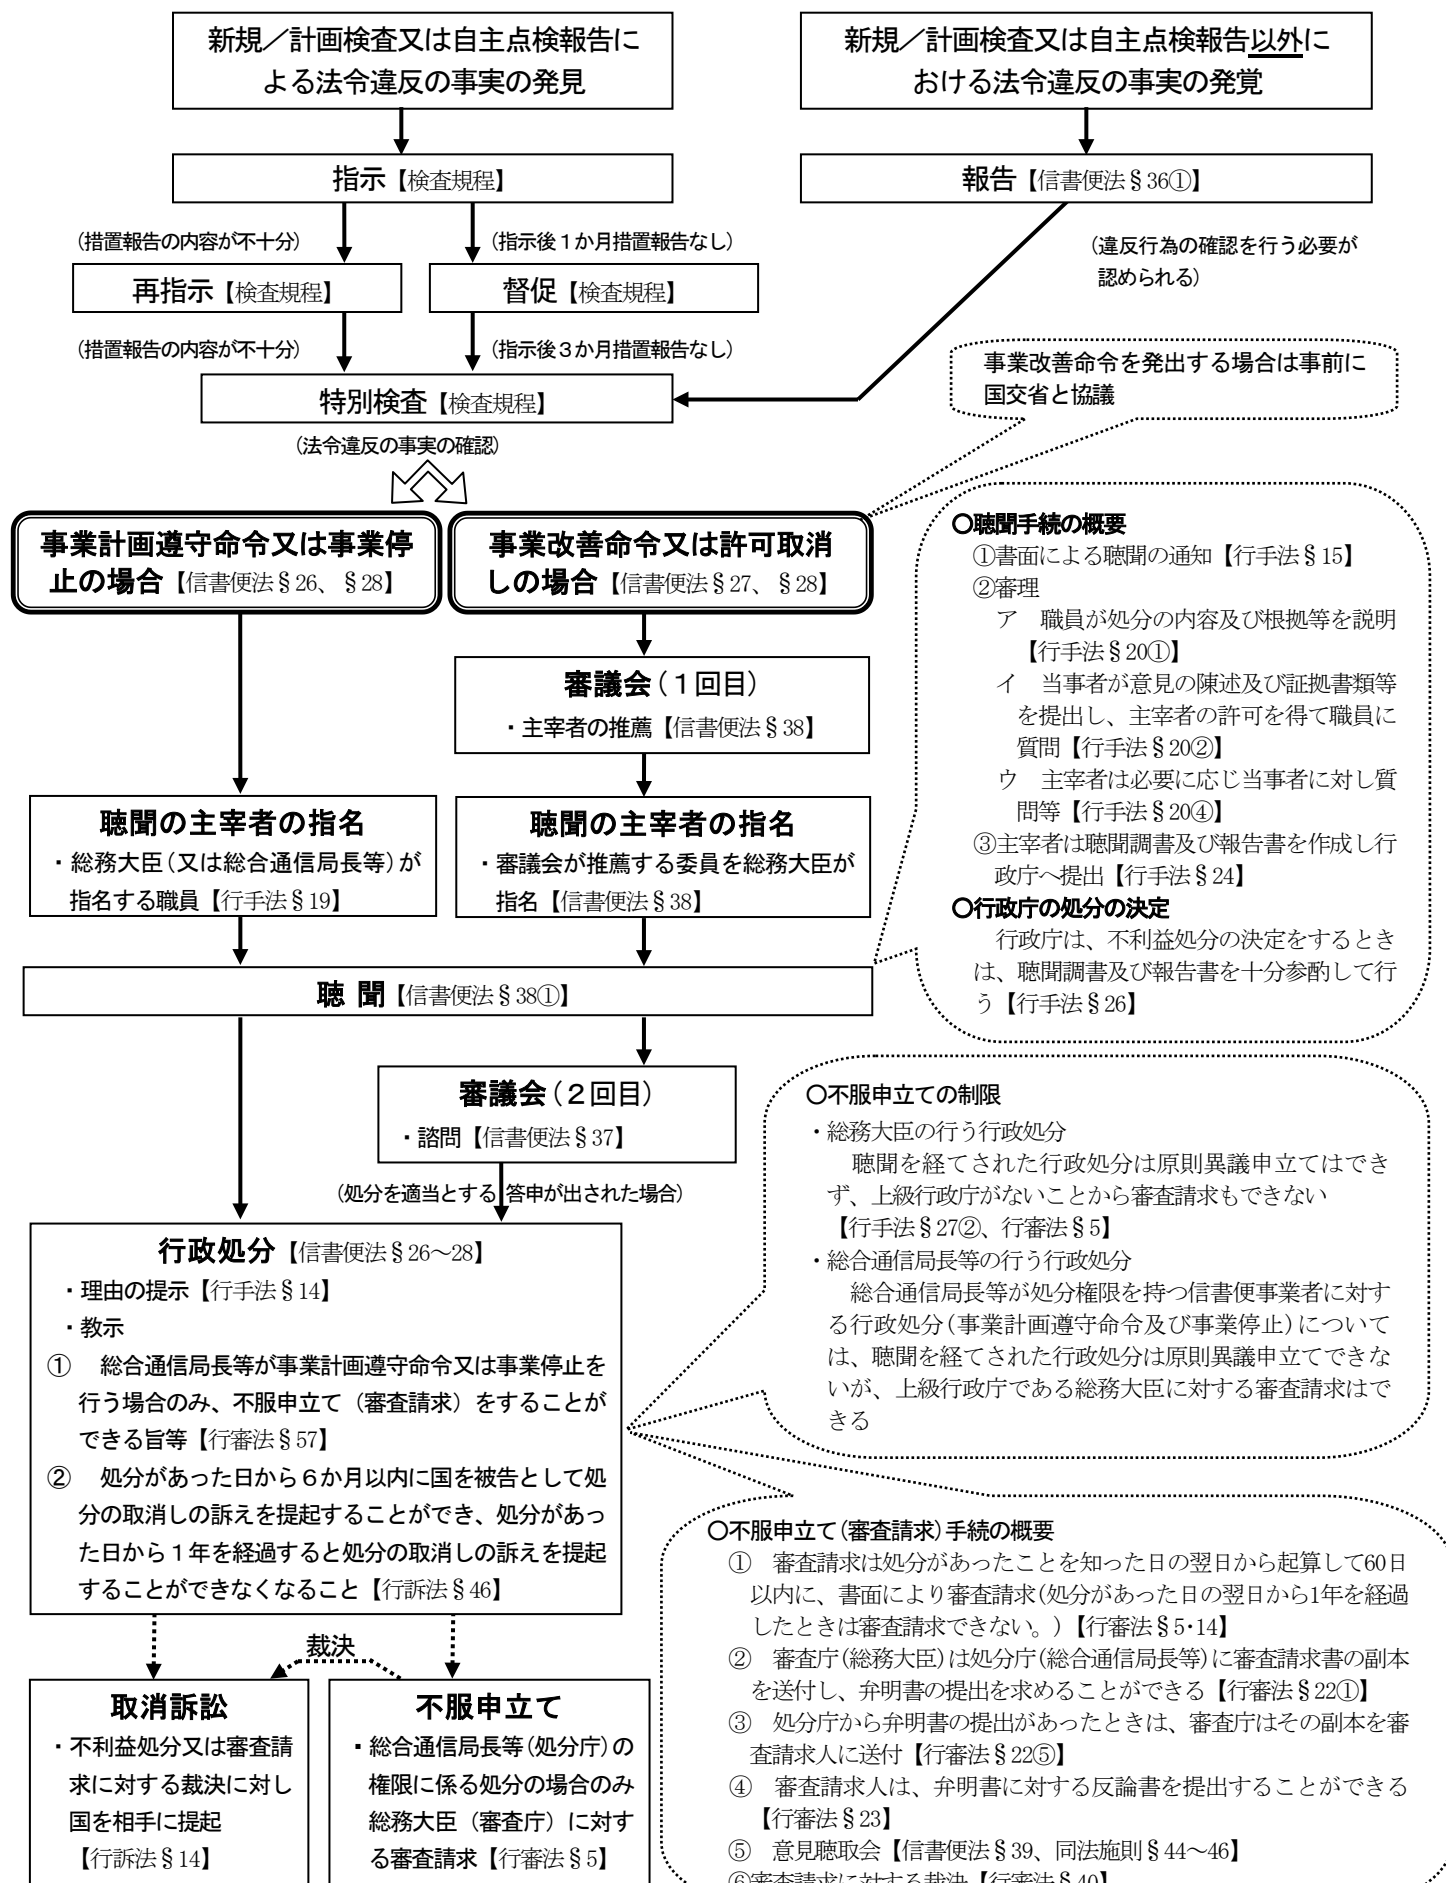 新規／計画検査又は自主点検報告に
よる法令違反の事実の発見
新規／計画検査又は自主点検報告以外に
おける法令違反の事実の発覚
指示【検査規程】
報告【信書便法§36①】
（措置報告の内容が不十分）
（指示後１か月措置報告なし）
（違反行為の確認を行う必要が
認められる）
再指示【検査規程】
督促【検査規程】
（措置報告の内容が不十分）
（指示後３か月措置報告なし）
事業改善命令を発出する場合は事前に
国交省と協議
特別検査【検査規程】
（法令違反の事実の確認）
事業計画遵守命令又は事業停
止の場合【信書便法§26、§28】
事業改善命令又は許可取消
しの場合【信書便法§27、§28】
審議会（１回目）
・主宰者の推薦【信書便法§38】
聴聞の主宰者の指名
・総務大臣（又は総合通信局長等）が
指名する職員【行手法§19】
聴聞の主宰者の指名
・審議会が推薦する委員を総務大臣が
指名【信書便法§38】
聴 聞【信書便法§38①】
○聴聞手続の概要
①書面による聴聞の通知【行手法§15】
②審理
ア　職員が処分の内容及び根拠等を説明
【行手法§20①】
イ　当事者が意見の陳述及び証拠書類等
を提出し、主宰者の許可を得て職員に
質問【行手法§20②】
ウ　主宰者は必要に応じ当事者に対し質
問等【行手法§20④】
③主宰者は聴聞調書及び報告書を作成し行
政庁へ提出【行手法§24】
○行政庁の処分の決定
行政庁は、不利益処分の決定をするとき
は、聴聞調書及び報告書を十分参酌して行
う【行手法§26】
審議会（２回目）
・諮問【信書便法§37】
（処分を適当とする 答申が出された場合）
行政処分【信書便法§26～28】
・理由の提示【行手法§14】
・教示
①　総合通信局長等が事業計画遵守命令又は事業停止を
行う場合のみ、不服申立て（審査請求）をすることが
できる旨等【行審法§57】
②　処分があった日から６か月以内に国を被告として処
分の取消しの訴えを提起することができ、処分があっ
た日から１年を経過すると処分の取消しの訴えを提起
することができなくなること【行訴法§46】
○不服申立ての制限
・総務大臣の行う行政処分
聴聞を経てされた行政処分は原則異議申立てはでき
ず、上級行政庁がないことから審査請求もできない
【行手法§27②、行審法§5】
・総合通信局長等の行う行政処分
総合通信局長等が処分権限を持つ信書便事業者に対す
る行政処分（事業計画遵守命令及び事業停止）について
は、聴聞を経てされた行政処分は原則異議申立てできな
いが、上級行政庁である総務大臣に対する審査請求はで
きる
裁決
取消訴訟
・不利益処分又は審査請
求に対する裁決に対し
国を相手に提起
【行訴法§14】
不服申立て
・総合通信局長等（処分庁）の
権限に係る処分の場合のみ
総務大臣（審査庁）に対す
る審査請求【行審法§5】
○不服申立て（審査請求）手続の概要
①　審査請求は処分があったことを知った日の翌日から起算して60日
以内に、書面により審査請求（処分があった日の翌日から1年を経過
したときは審査請求できない。）【行審法§5・14】
②　審査庁（総務大臣）は処分庁（総合通信局長等）に審査請求書の副本
を送付し、弁明書の提出を求めることができる【行審法§22①】
③　処分庁から弁明書の提出があったときは、審査庁はその副本を審
査請求人に送付【行審法§22⑤】
④　審査請求人は、弁明書に対する反論書を提出することができる
【行審法§23】
⑤　意見聴取会【信書便法§39、同法施則§44～46】
⑥審査請求に対する裁決【行審法§40】